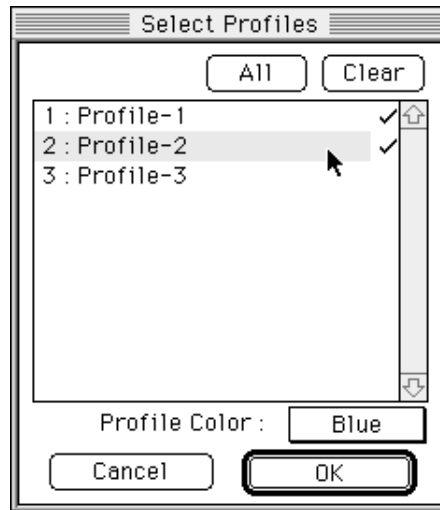 Select Profiles
All Clear
1 : Profile-1
2 : Profile-2
3 : Profile-3
Profile Color : Blue
Cancel OK